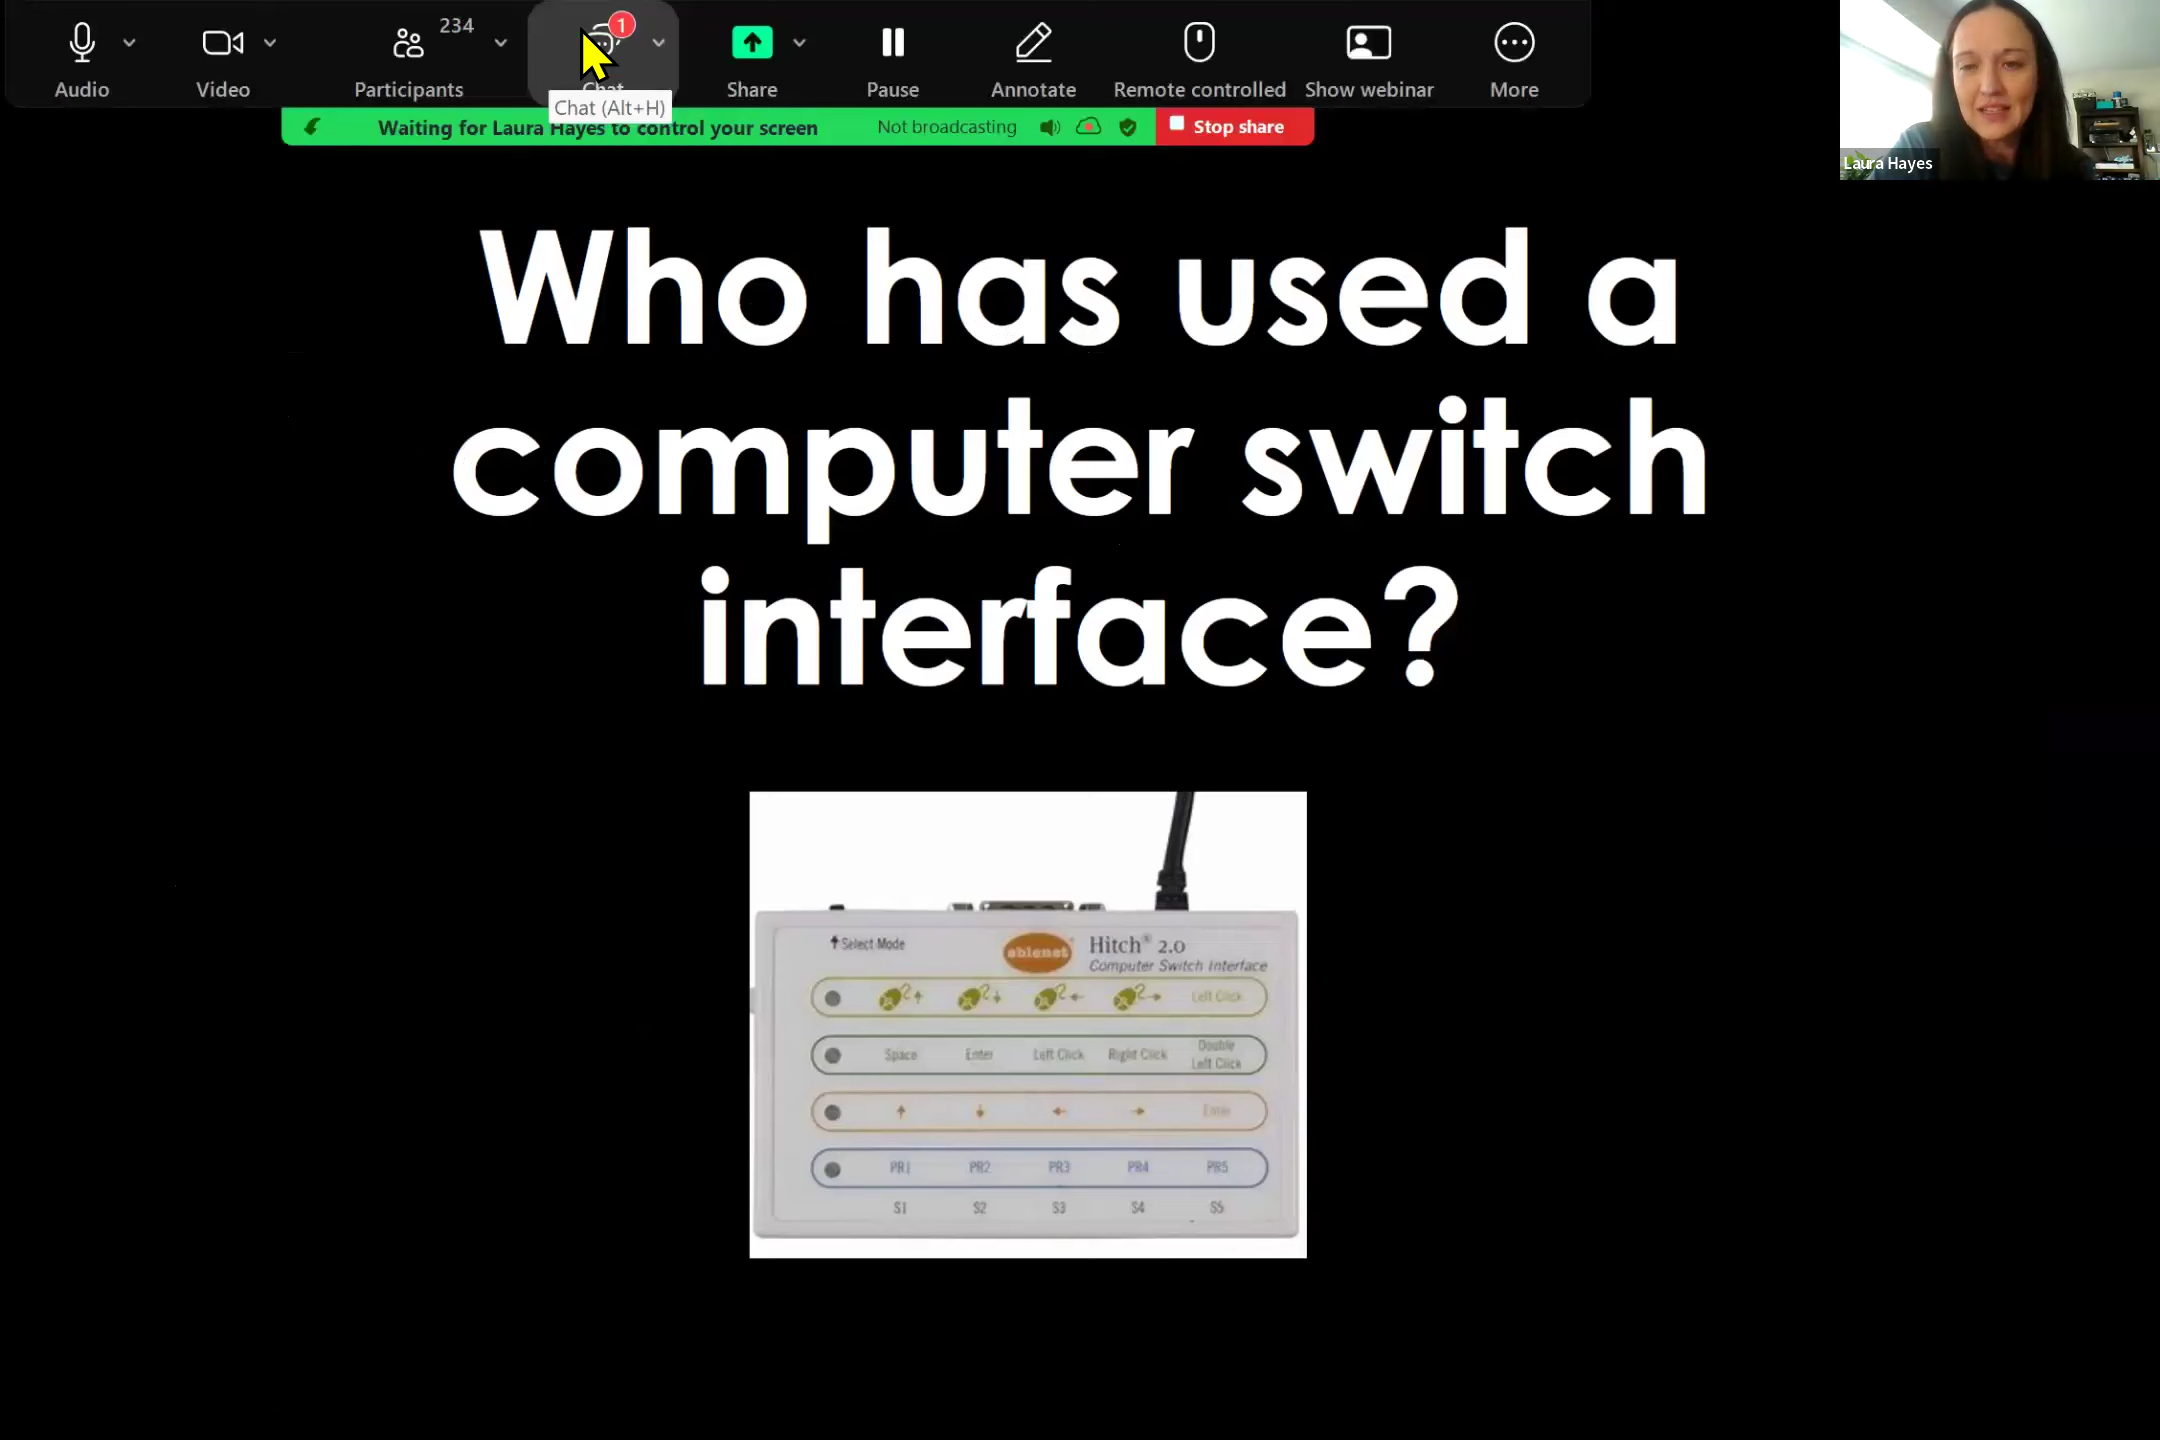 234
1
Audio
Video
Participants
Chat
Share
Pause
Annotate
Remote controlled
Show webinar
More
Chat (Alt+H)
Waiting for Laura Hayes to control your screen
Not broadcasting
Stop share
Laura Hayes
Who has used a
computer switch
interface?
Select Mode
ablenet
Hitch® 2.0
Computer Switch Interface
Left Click
Space Enter Left Click Right Click Double Left Click
Enter
PR1 PR2 PR3 PR4 PR5
S1 S2 S3 S4 S5